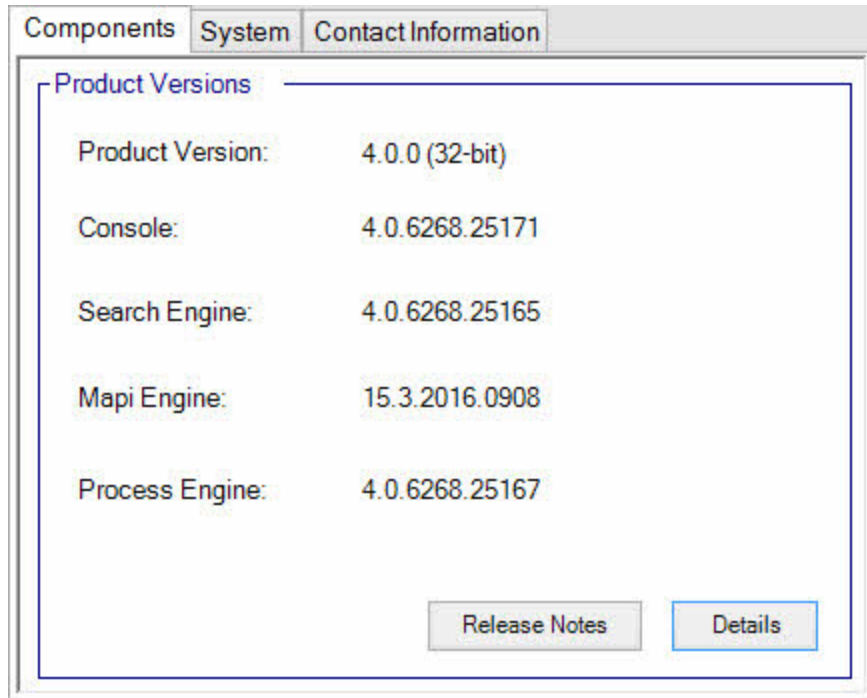 Components System Contact Information
Product Versions
Product Version: 4.0.0 (32-bit)
Console: 4.0.6268.25171
Search Engine: 4.0.6268.25165
Mapi Engine: 15.3.2016.0908
Process Engine: 4.0.6268.25167
Release Notes Details